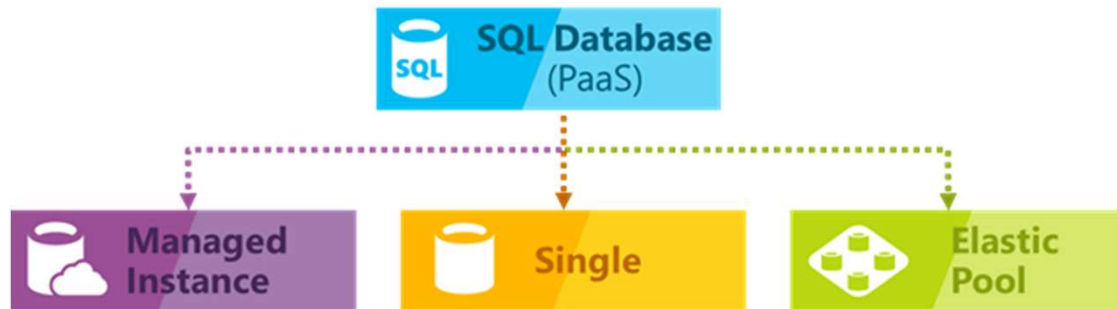 SQL
SQL Database
(PaaS)
Managed
Instance
Single
Elastic
Pool